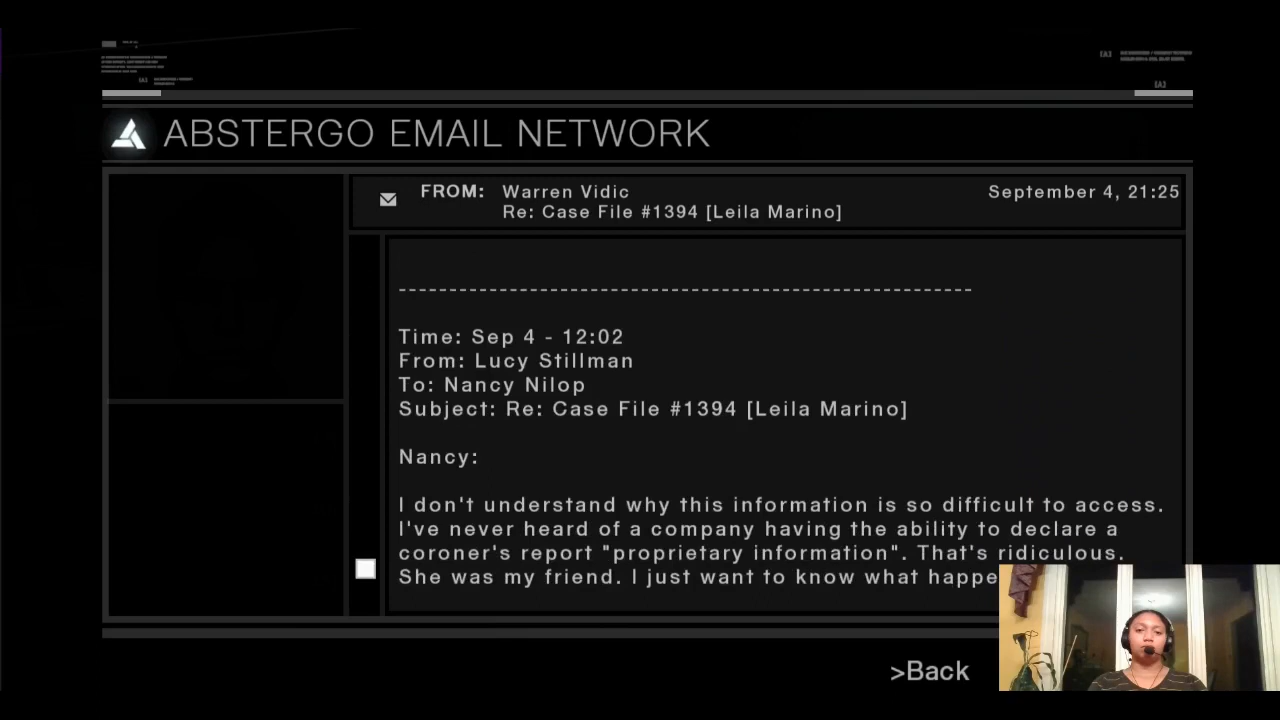 ABSTERGO EMAIL NETWORK
FROM: Warren Vidic September 4, 21:25
Re: Case File #1394 [Leila Marino]
--------------------------------------------------------
Time: Sep 4 - 12:02
From: Lucy Stillman
To: Nancy Nilop
Subject: Re: Case File #1394 [Leila Marino]
Nancy:
I don't understand why this information is so difficult to access.
I've never heard of a company having the ability to declare a
coroner's report "proprietary information". That's ridiculous.
She was my friend. I just want to know what happe
>Back